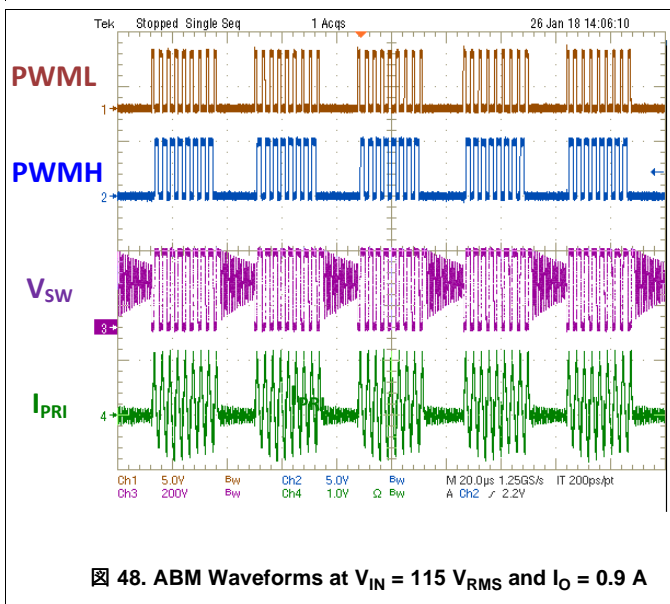 Tek Stopped Single Seq 1 Acqs 26 Jan 18 14:06:10
PWML
1
PWMH
2
VSW
3
IPRI
IPRI
4
Ch1 5.0V BW Ch2 5.0V BW M 20.0µs 1.25GS/s IT 200ps/pt
Ch3 200V BW Ch4 1.0V Ω BW A Ch2 / 2.2V
図 48. ABM Waveforms at VIN = 115 VRMS and IO = 0.9 A